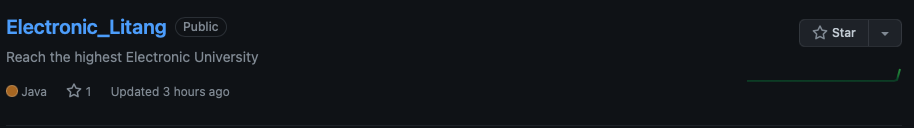 Electronic_Litang Public
Star
Reach the highest Electronic University
Java 1 Updated 3 hours ago